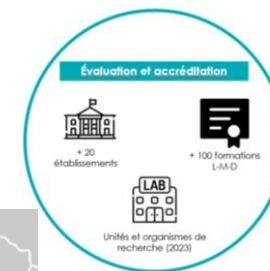 Évaluation et accréditation
+ 20
établissements
+ 100 formations
L-M-D
LAB
Unités et organismes de
recherche (2023)